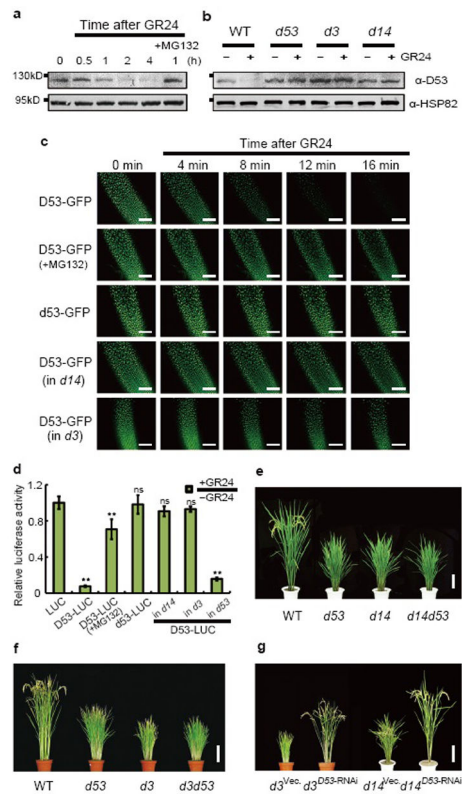 a
Time after GR24
+MG132
0 0.5 1 2 4 1 (h)
130kD
95kD
b
WT d53 d3 d14
– + – + – + – + GR24
α-D53
α-HSP82
c
Time after GR24
0 min 4 min 8 min 12 min 16 min
D53-GFP
D53-GFP
(+MG132)
d53-GFP
D53-GFP
(in d14)
D53-GFP
(in d3)
d
Relative luciferase activity
1.2
0.8
0.4
0
+GR24
–GR24
**
**
ns
ns
ns
**
LUC
D53-LUC
D53-LUC
(+MG132)
d53-LUC
in d14
in d3
in d53
D53-LUC
e
WT d53 d14 d14d53
f
WT d53 d3 d3d53
g
d3Vec. d3D53-RNAi d14Vec. d14D53-RNAi